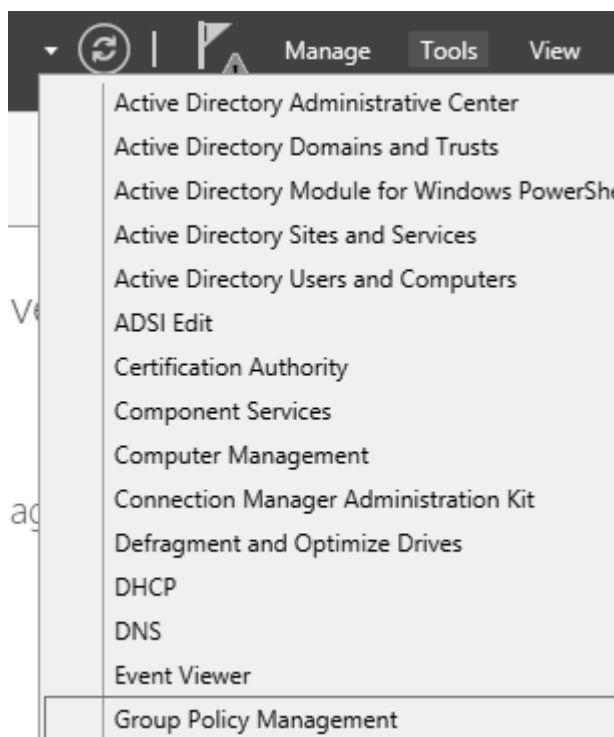 Manage Tools View
Active Directory Administrative Center
Active Directory Domains and Trusts
Active Directory Module for Windows PowerShe
Active Directory Sites and Services
Active Directory Users and Computers
ADSI Edit
Certification Authority
Component Services
Computer Management
Connection Manager Administration Kit
Defragment and Optimize Drives
DHCP
DNS
Event Viewer
Group Policy Management